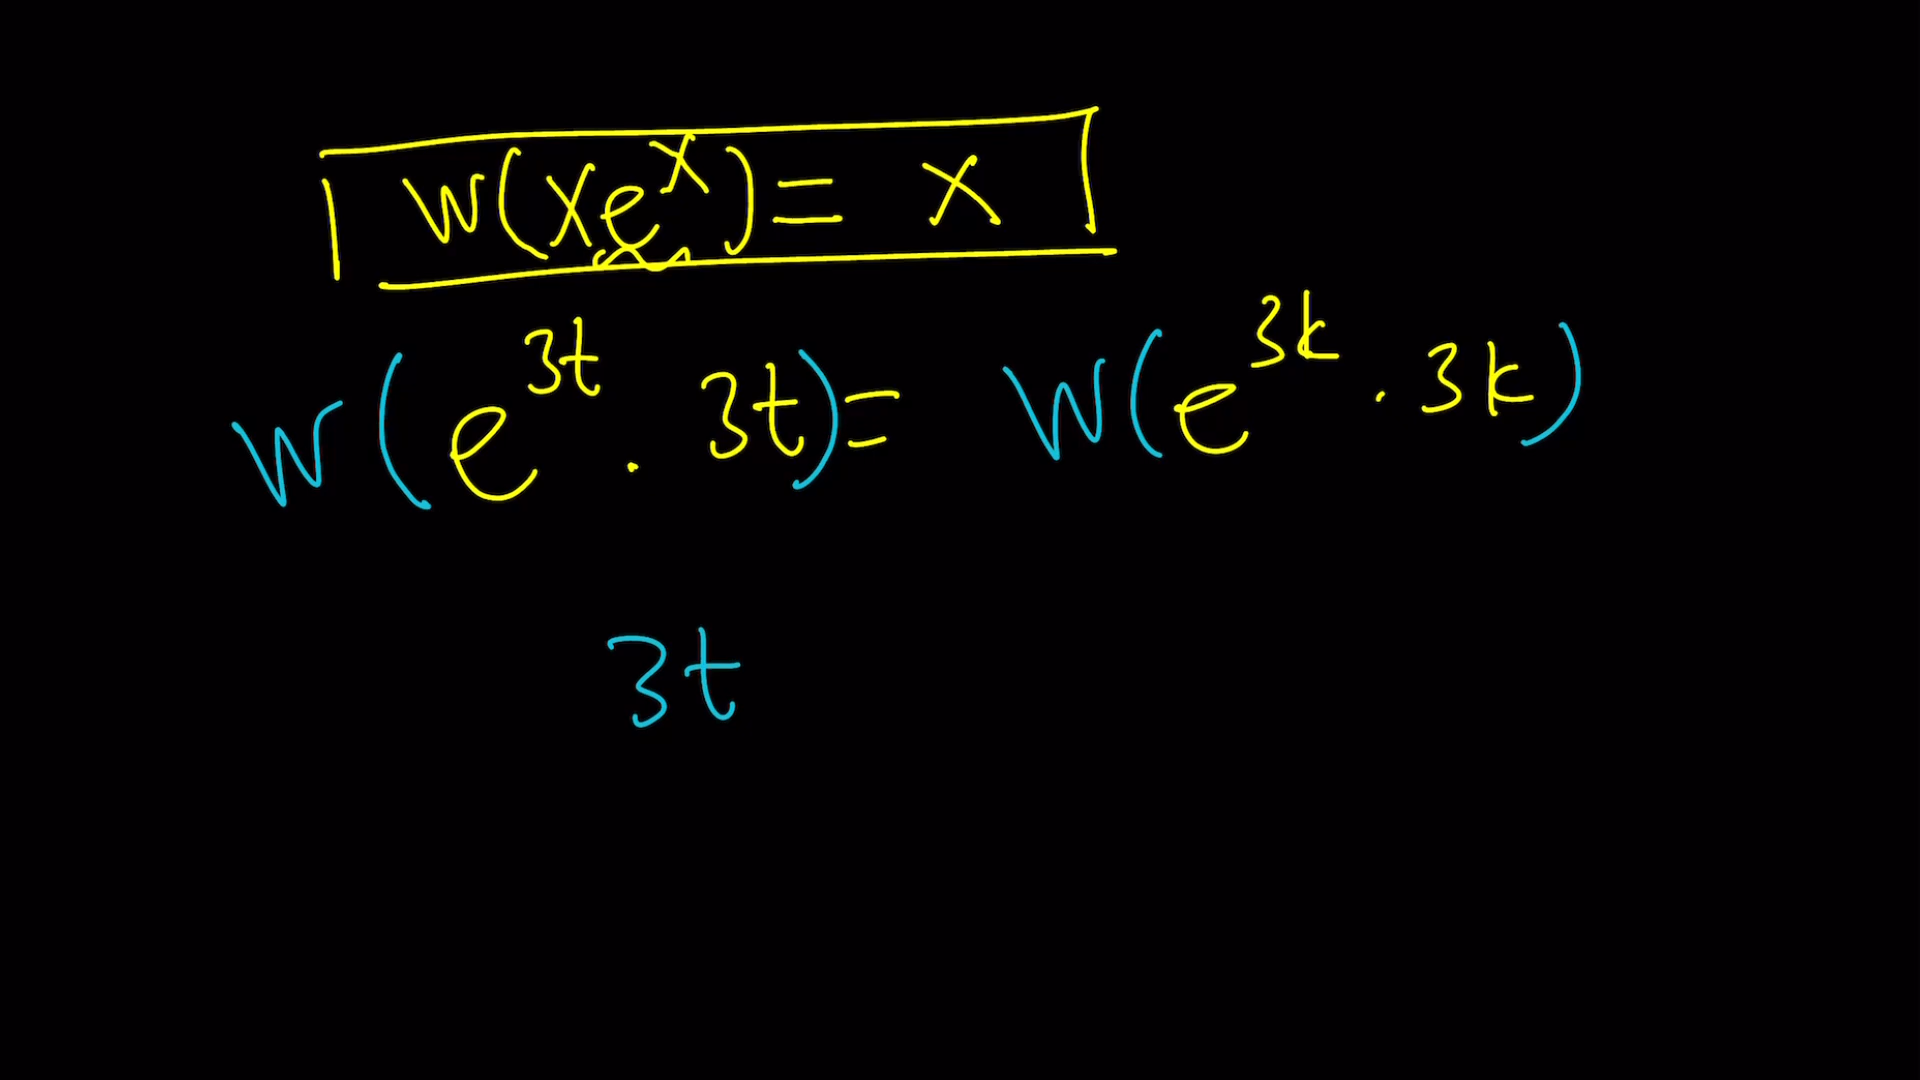 W(xe^x) = x
W(e^3t · 3t) = W(e^3k · 3k)
3t